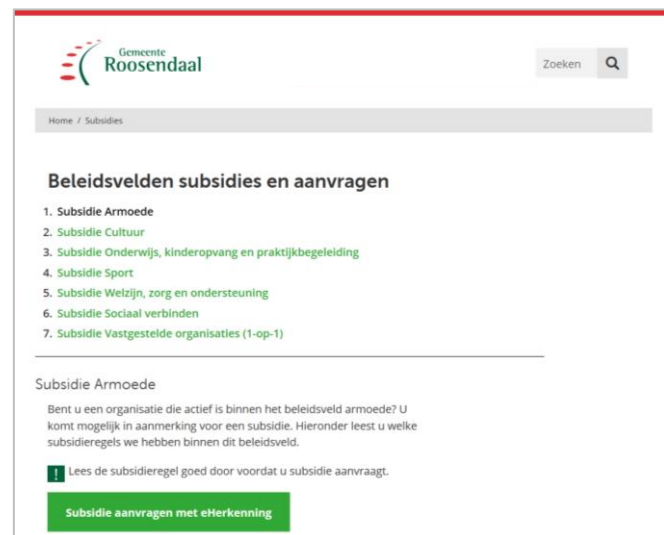 Gemeente
Roosendaal
Zoeken
Home / Subsidies
Beleidsvelden subsidies en aanvragen
1. Subsidie Armoede
2. Subsidie Cultuur
3. Subsidie Onderwijs, kinderopvang en praktijkbegeleiding
4. Subsidie Sport
5. Subsidie Welzijn, zorg en ondersteuning
6. Subsidie Sociaal verbinden
7. Subsidie Vastgestelde organisaties (1-op-1)
Subsidie Armoede
Bent u een organisatie die actief is binnen het beleidsveld armoede? U
komt mogelijk in aanmerking voor een subsidie. Hieronder leest u welke
subsidieregels we hebben binnen dit beleidsveld.
! Lees de subsidieregel goed door voordat u subsidie aanvraagt.
Subsidie aanvragen met eHerkenning